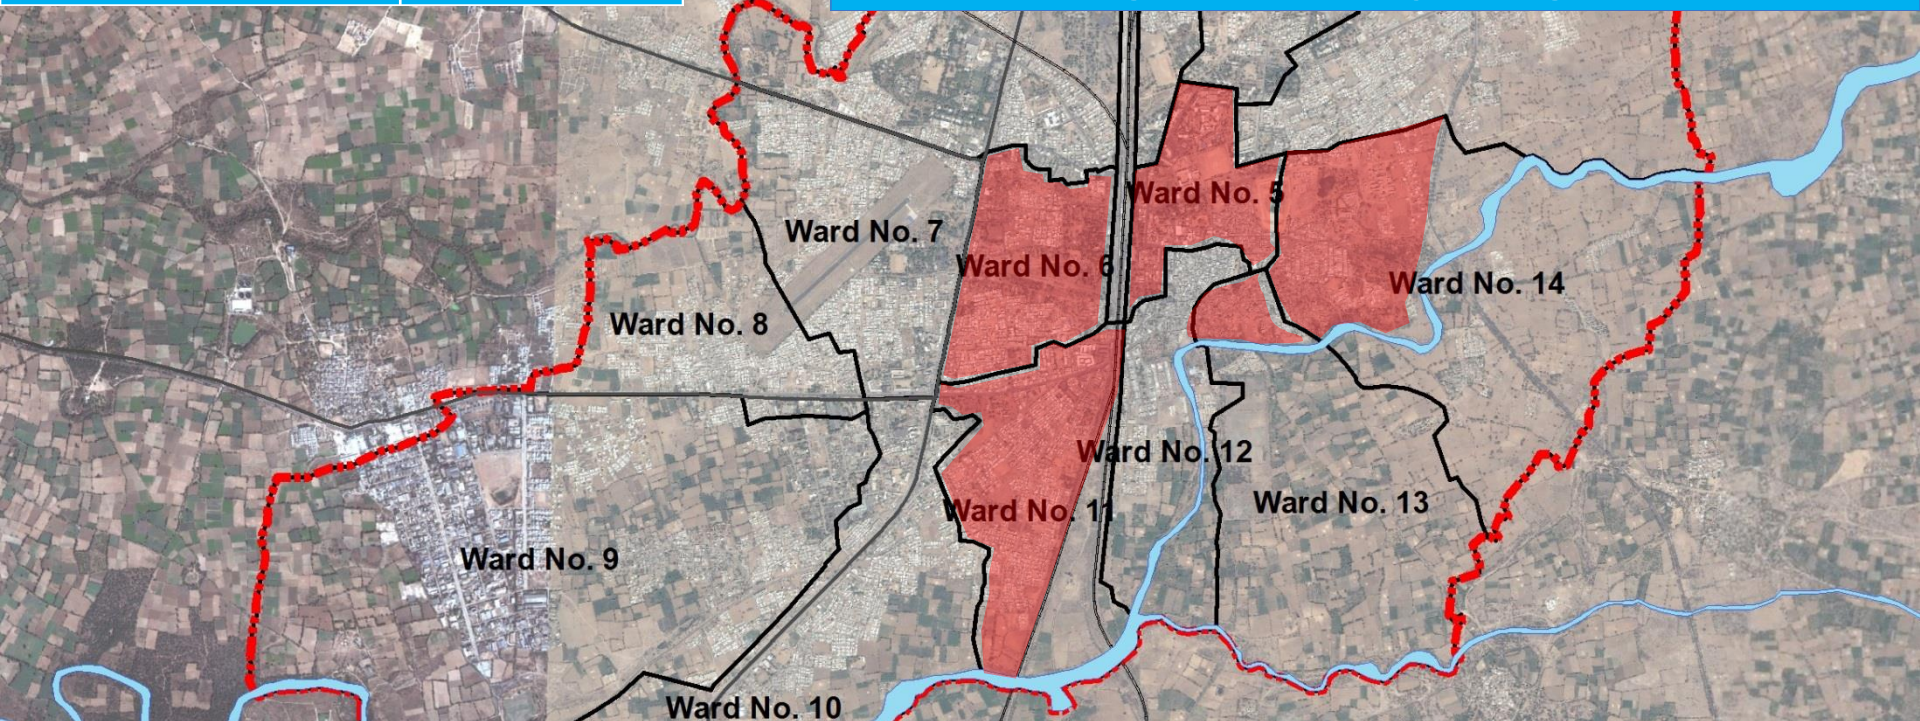 Ward No. 5
Ward No. 7
Ward No. 6
Ward No. 14
Ward No. 8
Ward No. 12
Ward No. 13
Ward No. 11
Ward No. 9
Ward No. 10